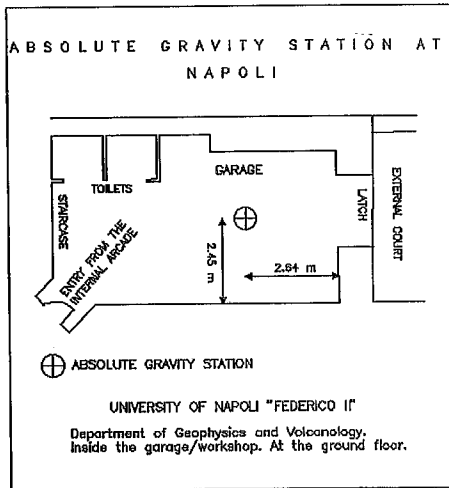 ABSOLUTE GRAVITY STATION AT
NAPOLI
GARAGE
TOILETS
STAIRCASE
ENTRY FROM THE
INTERNAL ARCADE
2.45 m
2.64 m
LATCH
EXTERNAL COURT
ABSOLUTE GRAVITY STATION
UNIVERSITY OF NAPOLI "FEDERICO II"
Department of Geophysics and Volcanology.
Inside the garage/workshop. At the ground floor.